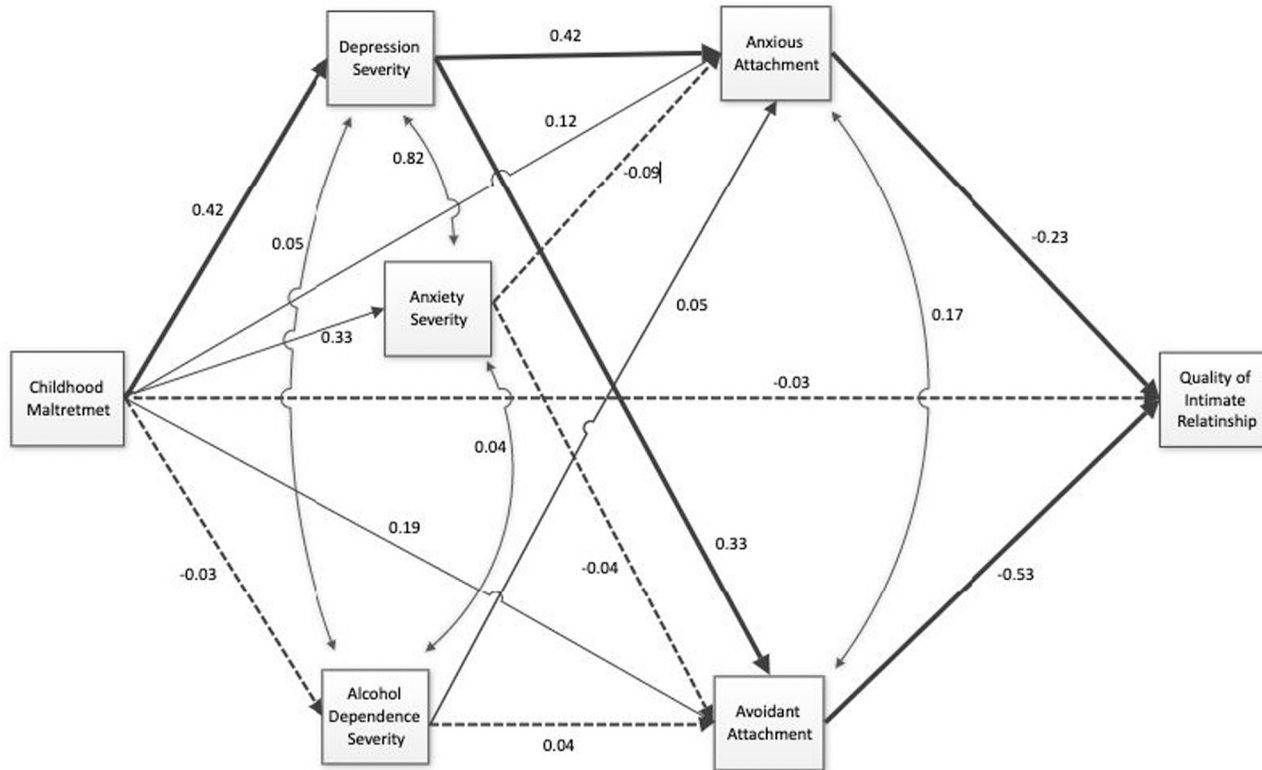 Depression
Severity
0.42
Anxious
Attachment
0.12
0.82
-0.09
0.42
0.05
-0.23
Anxiety
Severity
0.05
0.17
0.33
Childhood
Maltretmet
-0.03
Quality of
Intimate
Relatinship
0.04
0.19
0.33
-0.03
-0.04
-0.53
Alcohol
Dependence
Severity
Avoidant
Attachment
0.04